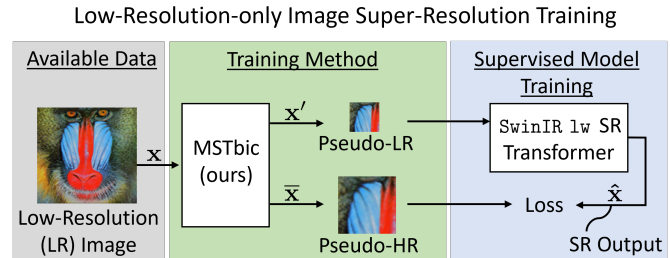 Low-Resolution-only Image Super-Resolution Training
Available Data
x
Low-Resolution
(LR) Image
Training Method
MSTbic
(ours)
x′
Pseudo-LR
x̅
Pseudo-HR
Supervised Model
Training
SwinIR lw SR
Transformer
Loss
x̂
SR Output